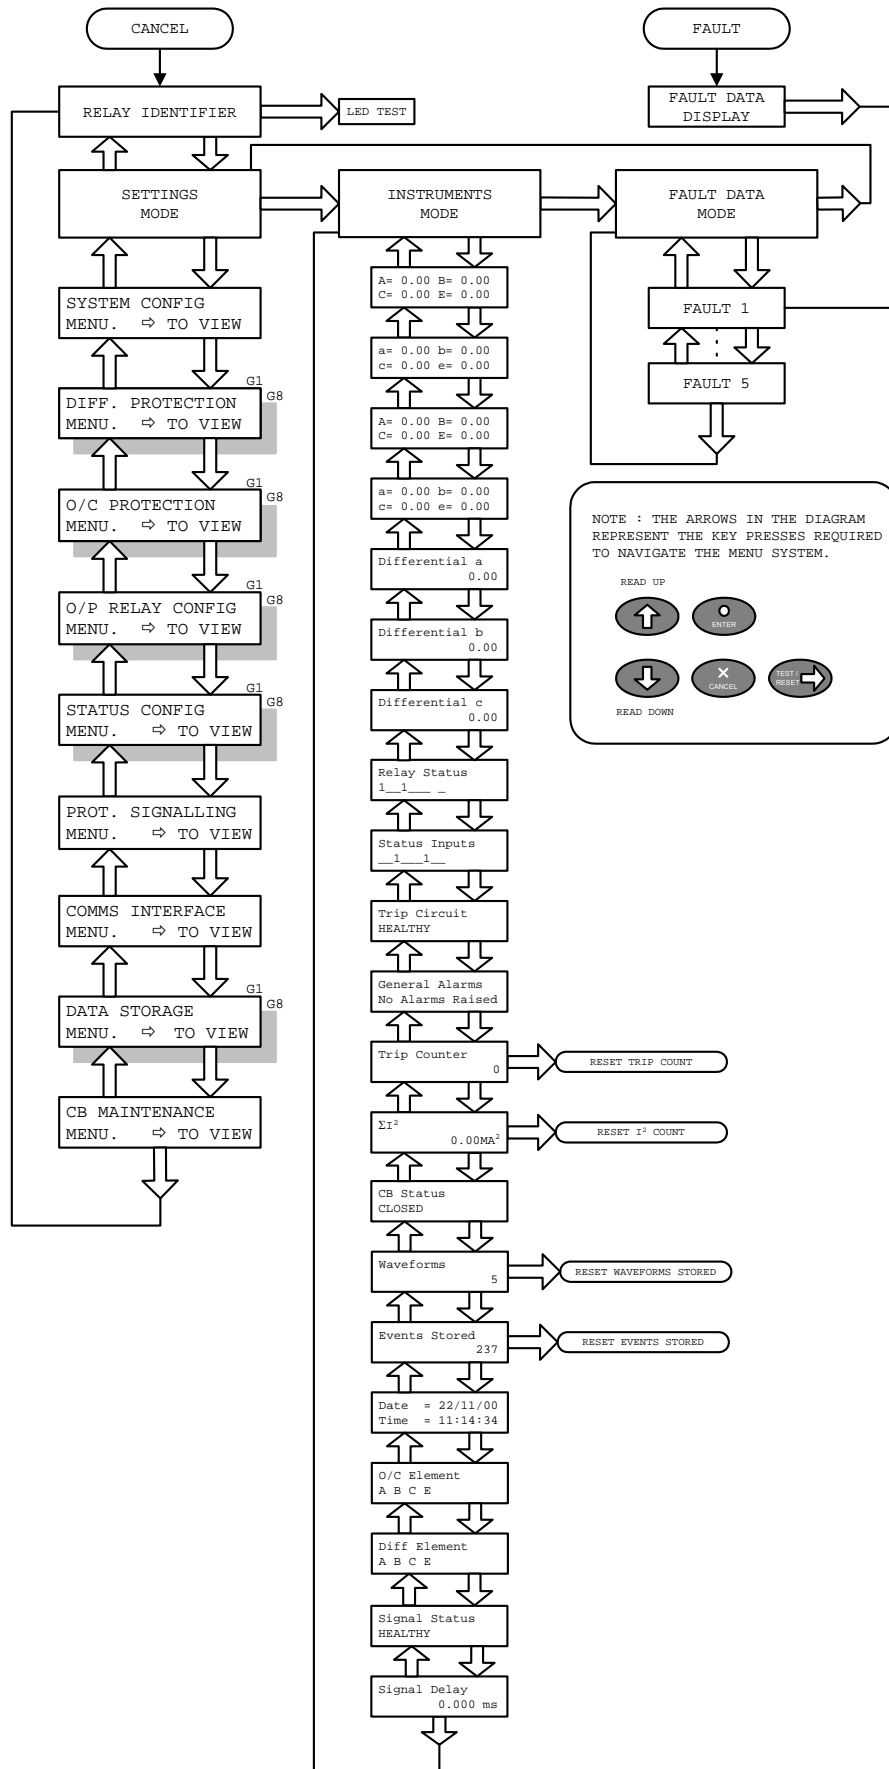 CANCEL
FAULT
RELAY IDENTIFIER
LED TEST
FAULT DATA
DISPLAY
SETTINGS
MODE
INSTRUMENTS
MODE
FAULT DATA
MODE
SYSTEM CONFIG
MENU. ⇨ TO VIEW
G1
G8
DIFF. PROTECTION
MENU. ⇨ TO VIEW
G1
G8
O/C PROTECTION
MENU. ⇨ TO VIEW
G1
G8
O/P RELAY CONFIG
MENU. ⇨ TO VIEW
G1
G8
STATUS CONFIG
MENU. ⇨ TO VIEW
PROT. SIGNALLING
MENU. ⇨ TO VIEW
COMMS INTERFACE
MENU. ⇨ TO VIEW
G1
G8
DATA STORAGE
MENU. ⇨ TO VIEW
CB MAINTENANCE
MENU. ⇨ TO VIEW
A= 0.00 B= 0.00
C= 0.00 E= 0.00
a= 0.00 b= 0.00
c= 0.00 e= 0.00
A= 0.00 B= 0.00
C= 0.00 E= 0.00
a= 0.00 b= 0.00
c= 0.00 e= 0.00
Differential a
0.00
Differential b
0.00
Differential c
0.00
Relay Status
1__1___ _
Status Inputs
__1___1__
Trip Circuit
HEALTHY
General Alarms
No Alarms Raised
Trip Counter
0
RESET TRIP COUNT
ΣI²
0.00MA²
RESET I² COUNT
CB Status
CLOSED
Waveforms
5
RESET WAVEFORMS STORED
Events Stored
237
RESET EVENTS STORED
Date = 22/11/00
Time = 11:14:34
O/C Element
A B C E
Diff Element
A B C E
Signal Status
HEALTHY
Signal Delay
0.000 ms
FAULT 1
FAULT 5
NOTE : THE ARROWS IN THE DIAGRAM
REPRESENT THE KEY PRESSES REQUIRED
TO NAVIGATE THE MENU SYSTEM.
READ UP
ENTER
CANCEL
TEST /
RESET
READ DOWN